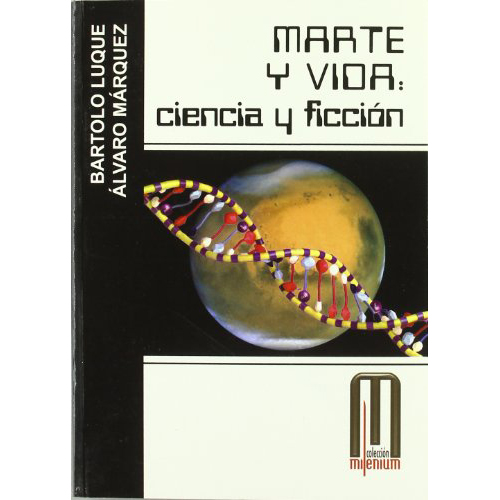 BARTOLO LUQUE
ÁLVARO MÁRQUEZ
MARTE
Y VIDA:
ciencia y ficción
colección
milenium